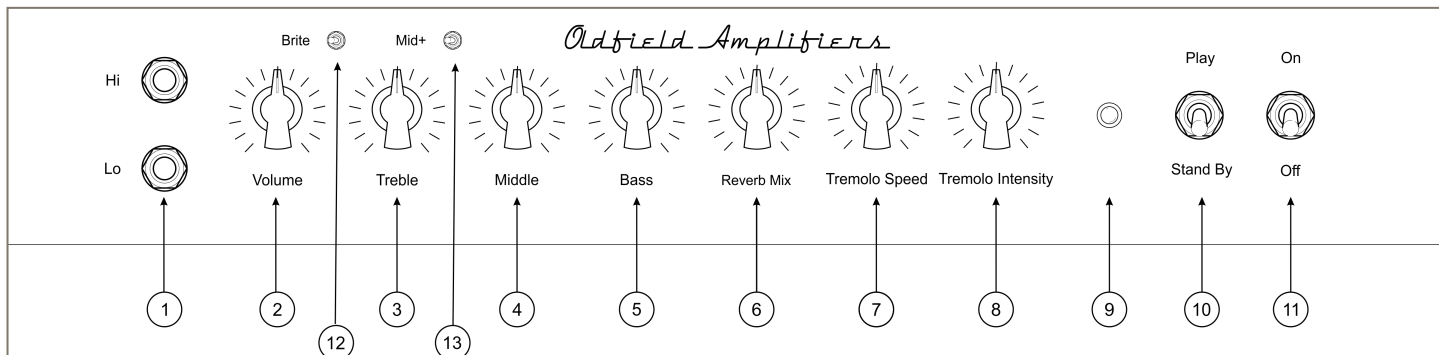 Oldfield Amplifiers
Brite
Mid+
Play
On
Hi
Lo
Volume
Treble
Middle
Bass
Reverb Mix
Tremolo Speed
Tremolo Intensity
Stand By
Off
1
2
3
4
5
6
7
8
9
10
11
12
13